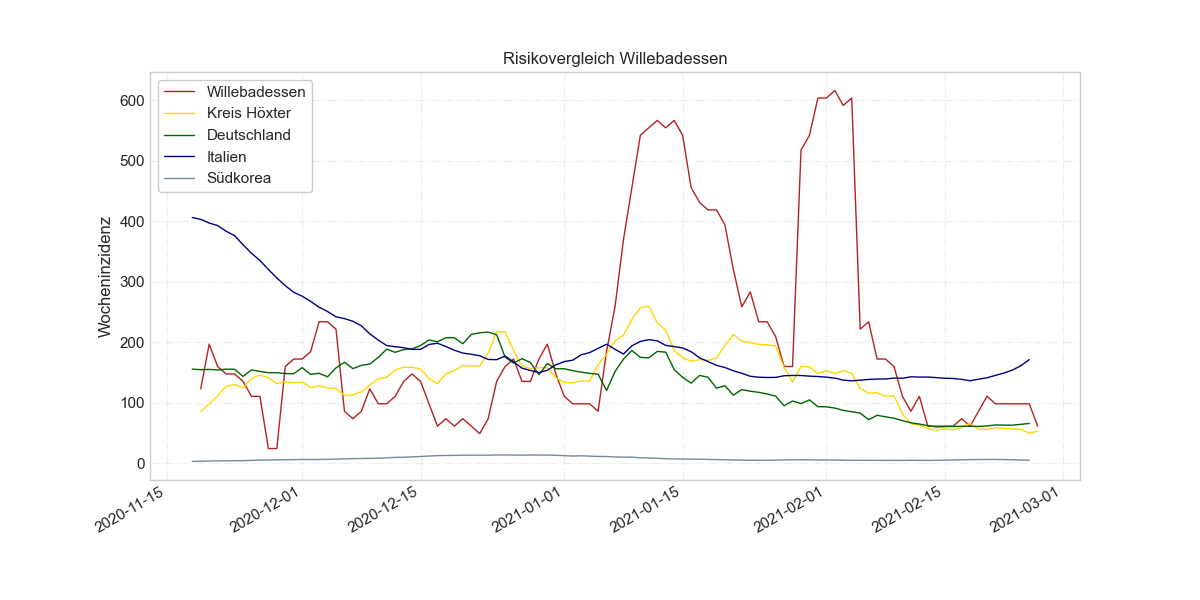 Risikovergleich Willebadessen
Willebadessen
Kreis Höxter
Deutschland
Italien
Südkorea
Wocheninzidenz
600
500
400
300
200
100
0
2020-11-15
2020-12-01
2020-12-15
2021-01-01
2021-01-15
2021-02-01
2021-02-15
2021-03-01